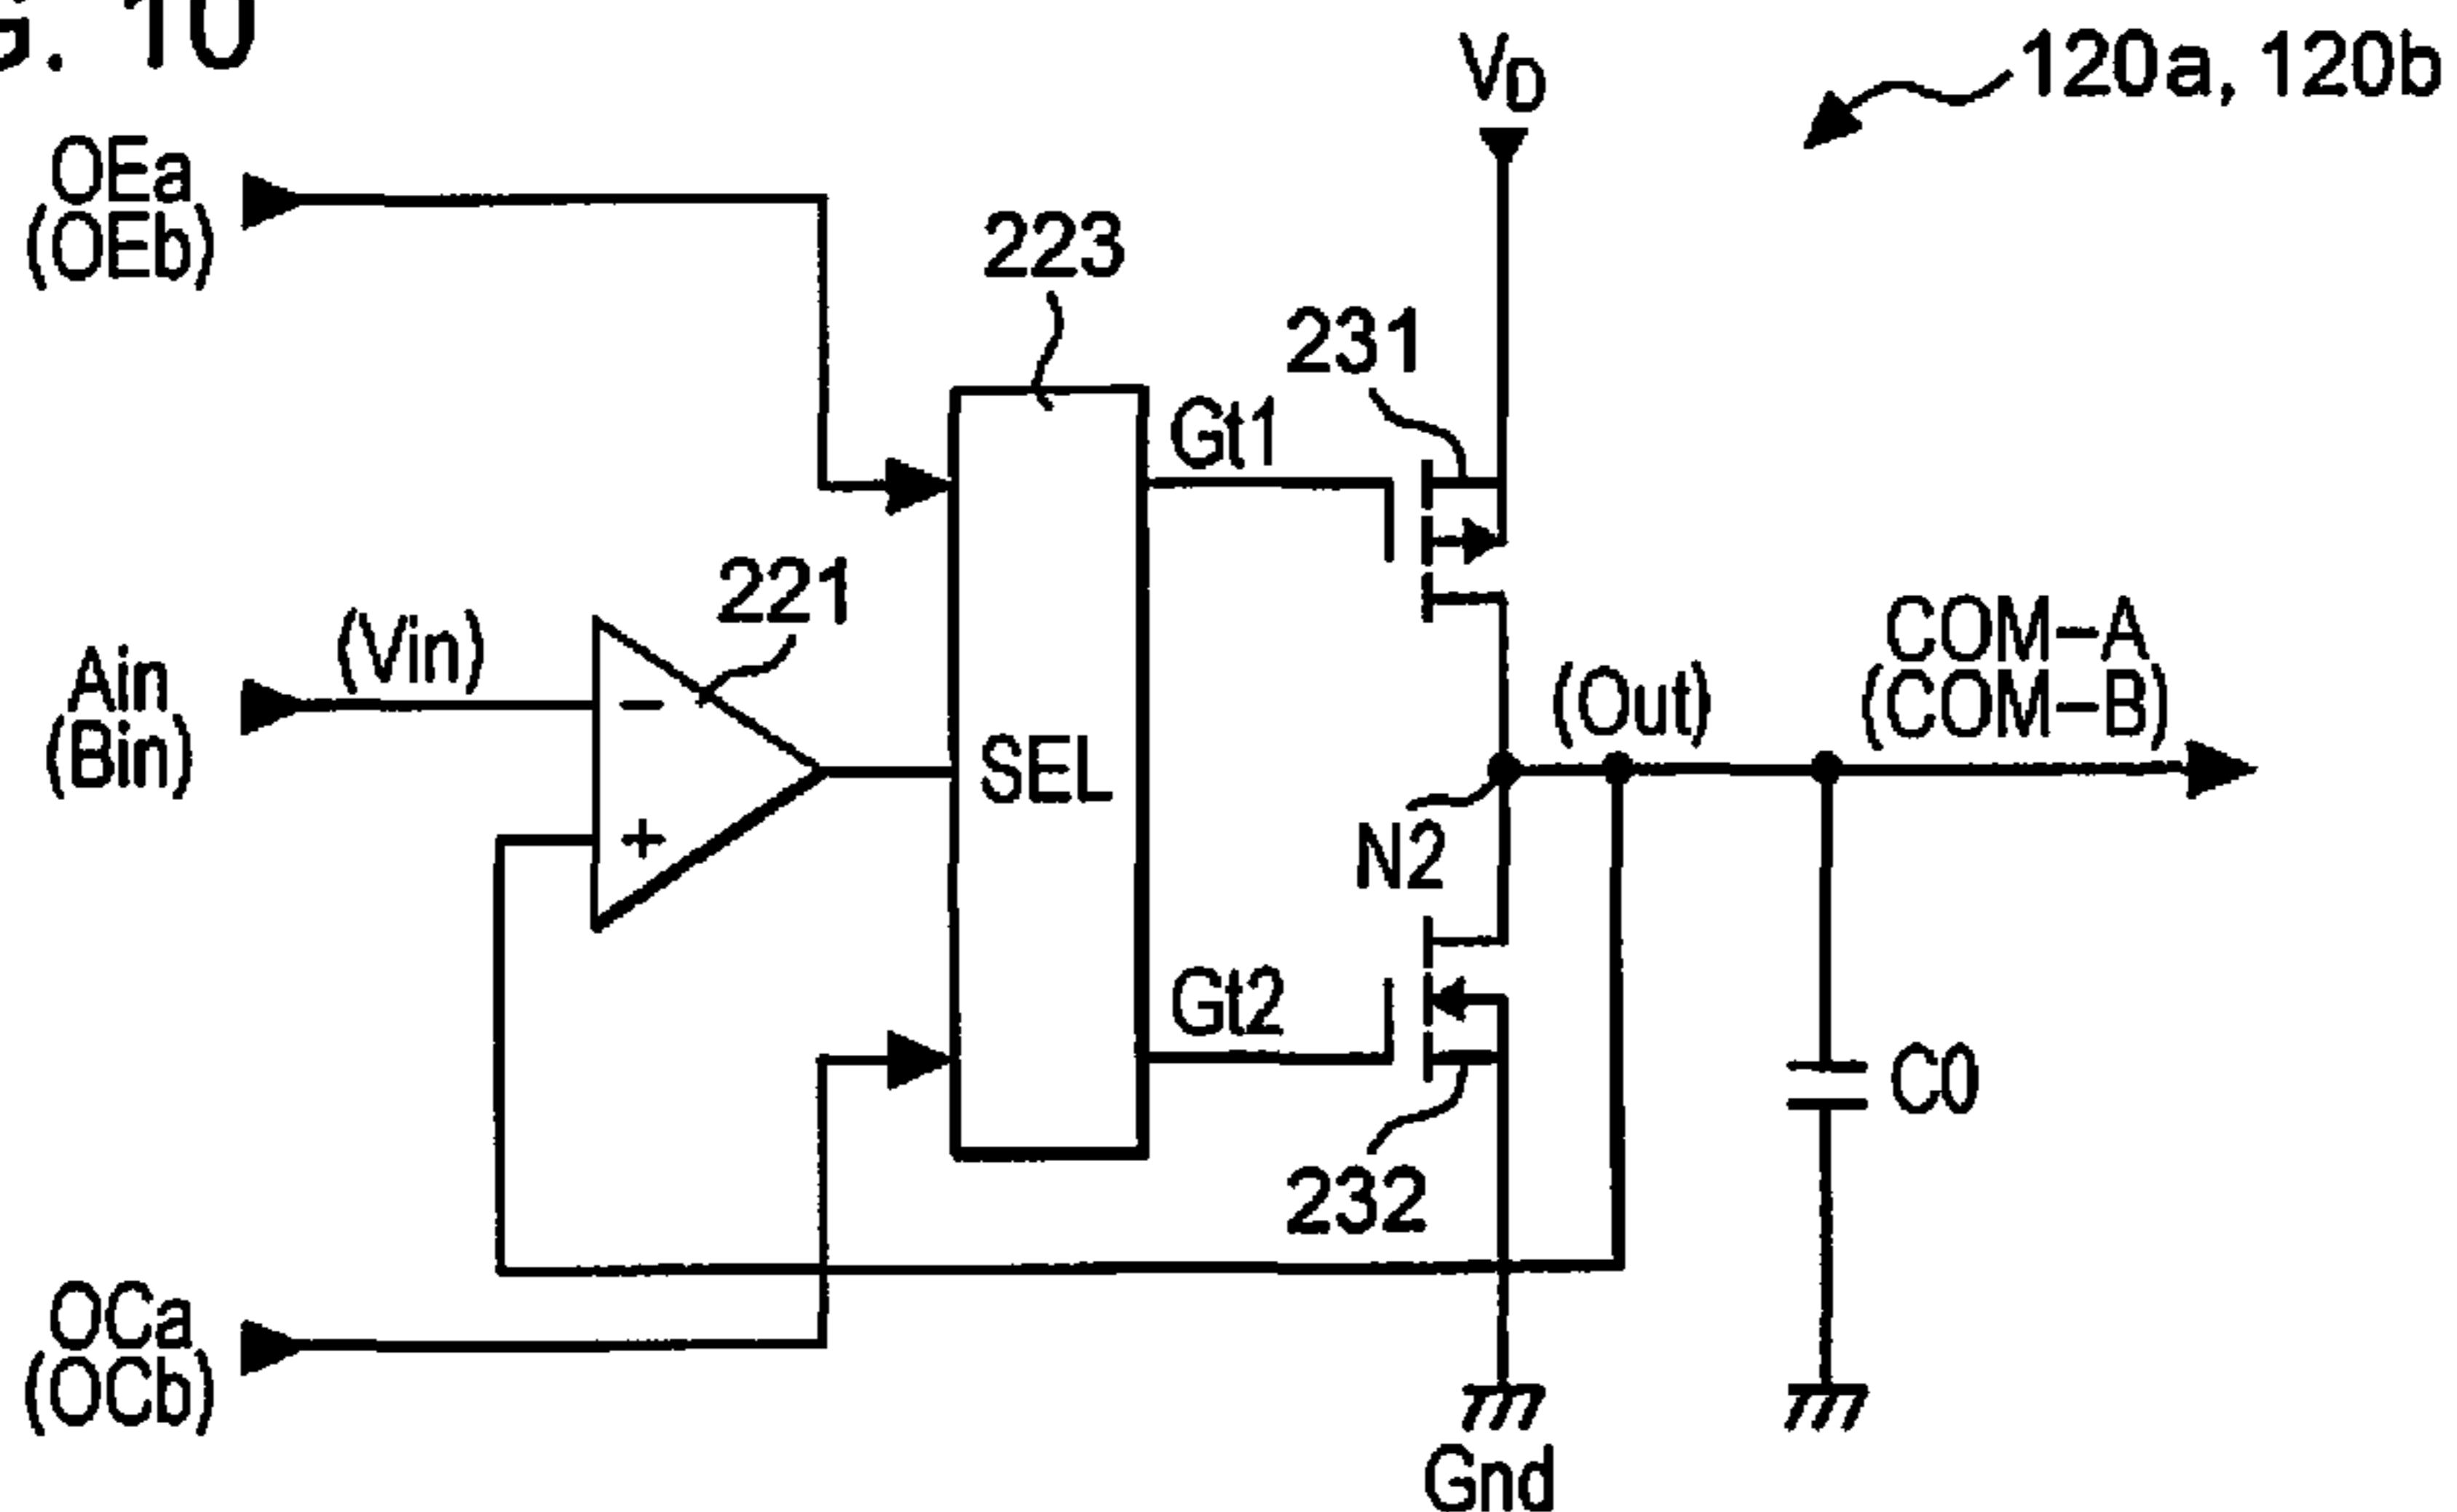 G. 10
120a, 120b
VD
OEa
(OEb)
223
231
Gt1
221
(Vin)
Ain
(Bin)
-
+
SEL
(Out)
COM-A
(COM-B)
N2
Gt2
C0
232
OCa
(OCb)
Gnd